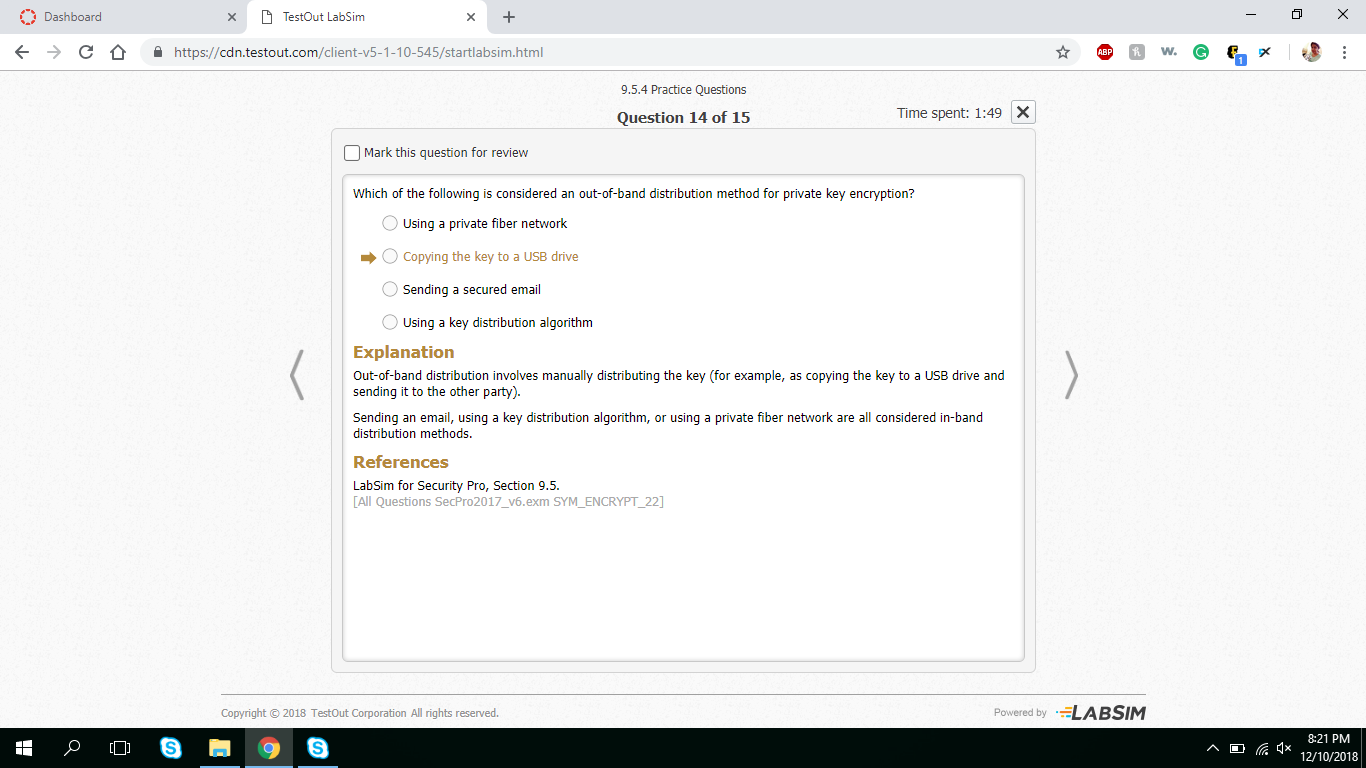 Dashboard
TestOut LabSim
https://cdn.testout.com/client-v5-1-10-545/startlabsim.html
ABP
w.
1
9.5.4 Practice Questions
Question 14 of 15
Time spent: 1:49
Mark this question for review
Which of the following is considered an out-of-band distribution method for private key encryption?
Using a private fiber network
Copying the key to a USB drive
Sending a secured email
Using a key distribution algorithm
Explanation
Out-of-band distribution involves manually distributing the key (for example, as copying the key to a USB drive and
sending it to the other party).
Sending an email, using a key distribution algorithm, or using a private fiber network are all considered in-band
distribution methods.
References
LabSim for Security Pro, Section 9.5.
[All Questions SecPro2017_v6.exm SYM_ENCRYPT_22]
Copyright © 2018 TestOut Corporation All rights reserved.
Powered by LABSIM
8:21 PM
12/10/2018